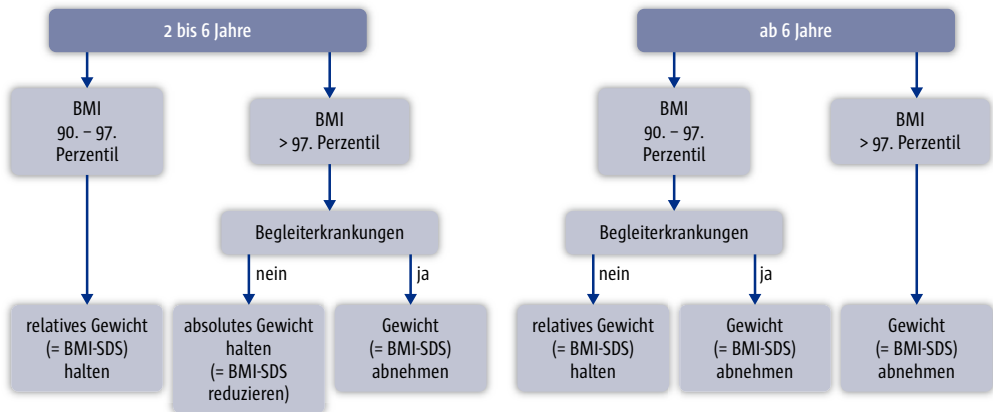 2 bis 6 Jahre
BMI
90. – 97.
Perzentil
BMI
> 97. Perzentil
Begleiterkrankungen
nein
ja
relatives Gewicht
(= BMI-SDS)
halten
absolutes Gewicht
halten
(= BMI-SDS
reduzieren)
Gewicht
(= BMI-SDS)
abnehmen
ab 6 Jahre
BMI
90. – 97.
Perzentil
BMI
> 97. Perzentil
Begleiterkrankungen
nein
ja
relatives Gewicht
(= BMI-SDS)
halten
Gewicht
(= BMI-SDS)
abnehmen
Gewicht
(= BMI-SDS)
abnehmen